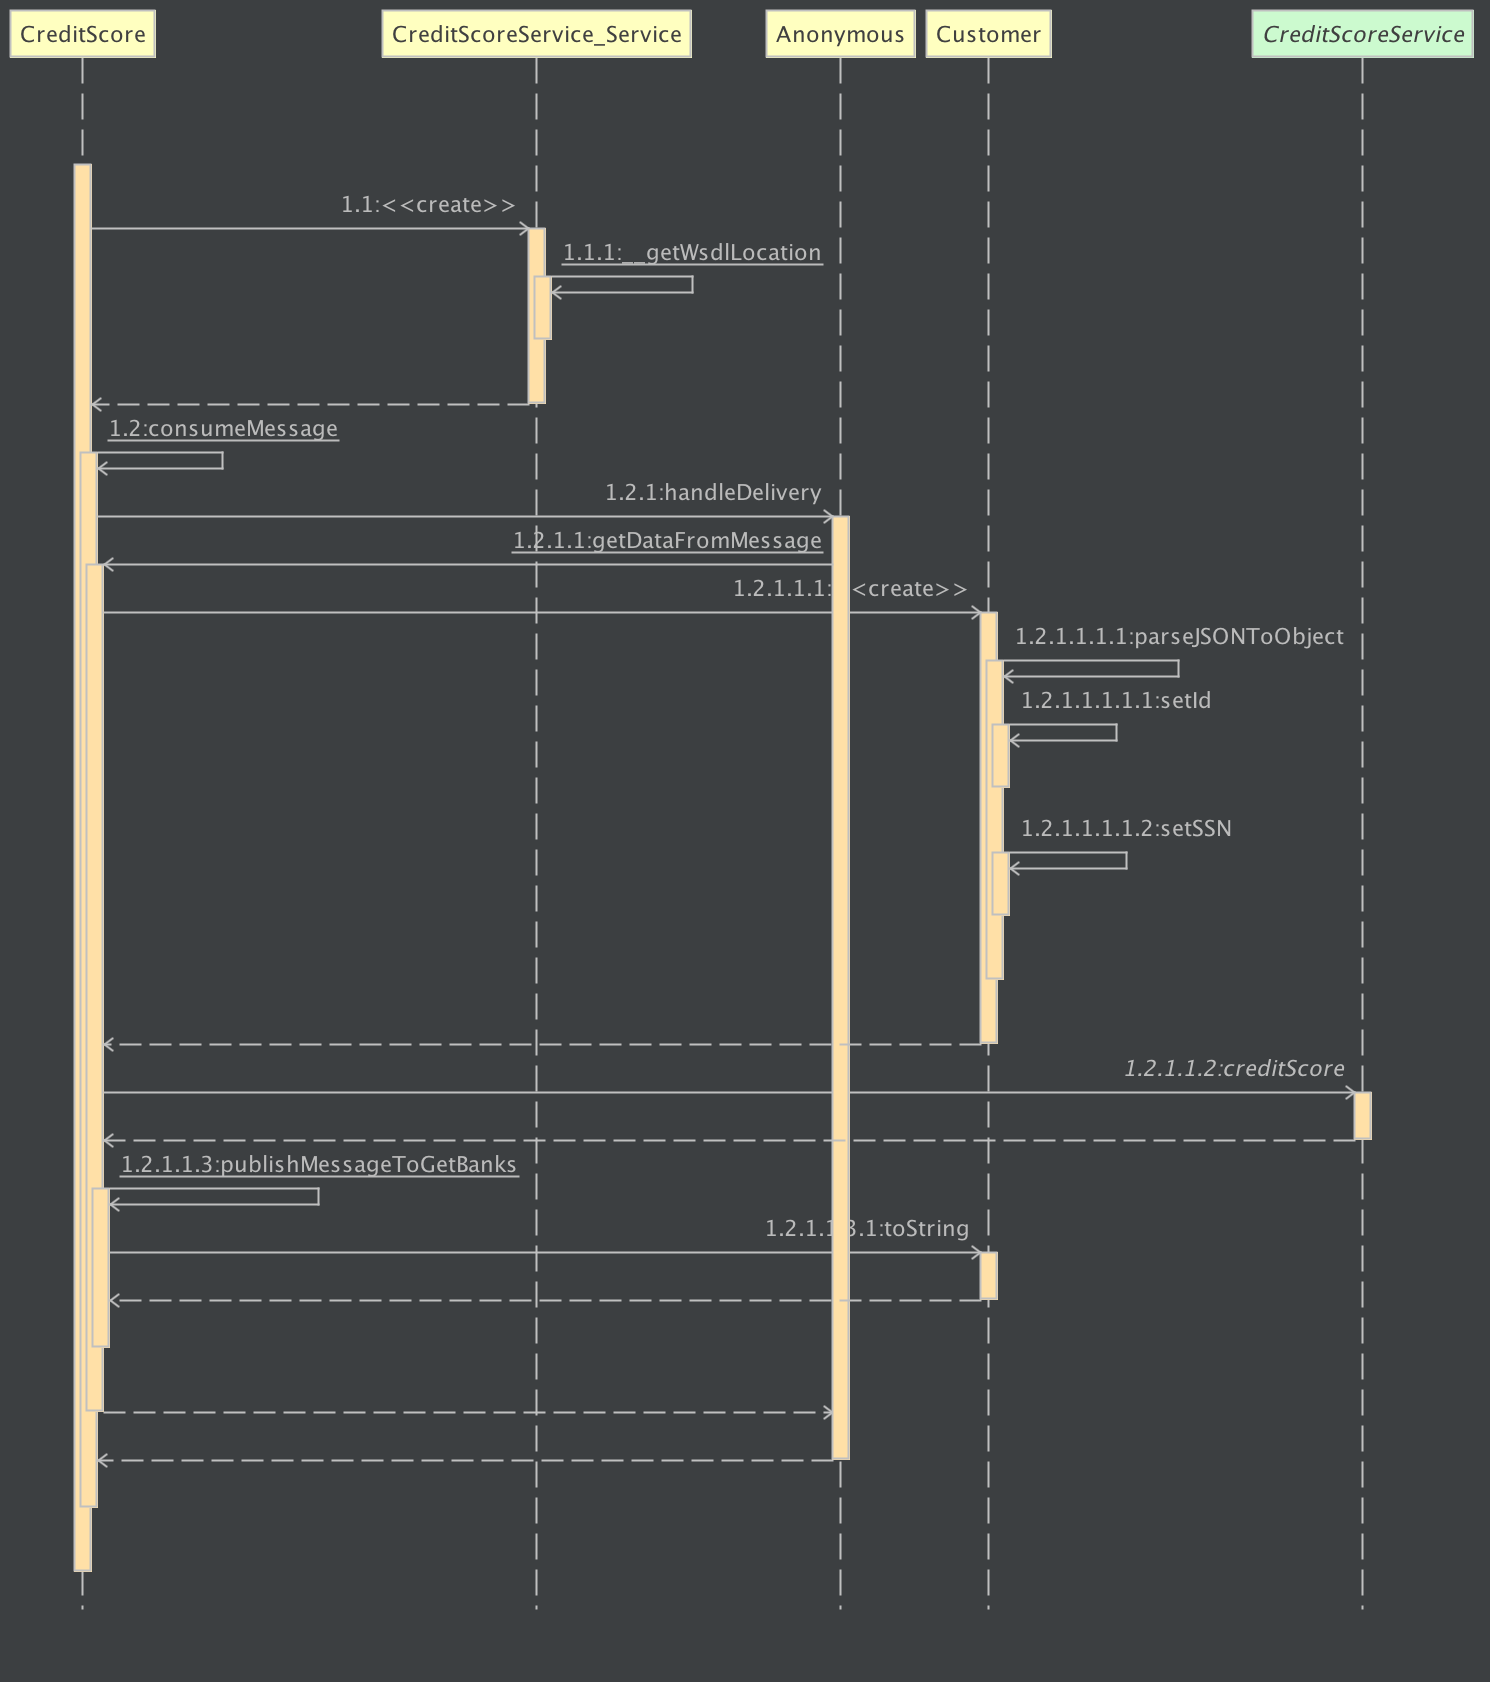 CreditScore
CreditScoreService_Service
Anonymous
Customer
CreditScoreService
1.1:<<create>>
1.1.1:__getWsdlLocation
1.2:consumeMessage
1.2.1:handleDelivery
1.2.1.1:getDataFromMessage
1.2.1.1.1: <create>>
1.2.1.1.1.1:parseJSONToObject
1.2.1.1.1.1.1:setId
1.2.1.1.1.1.2:setSSN
1.2.1.1.2:creditScore
1.2.1.1.3:publishMessageToGetBanks
1.2.1.1.3.1:toString